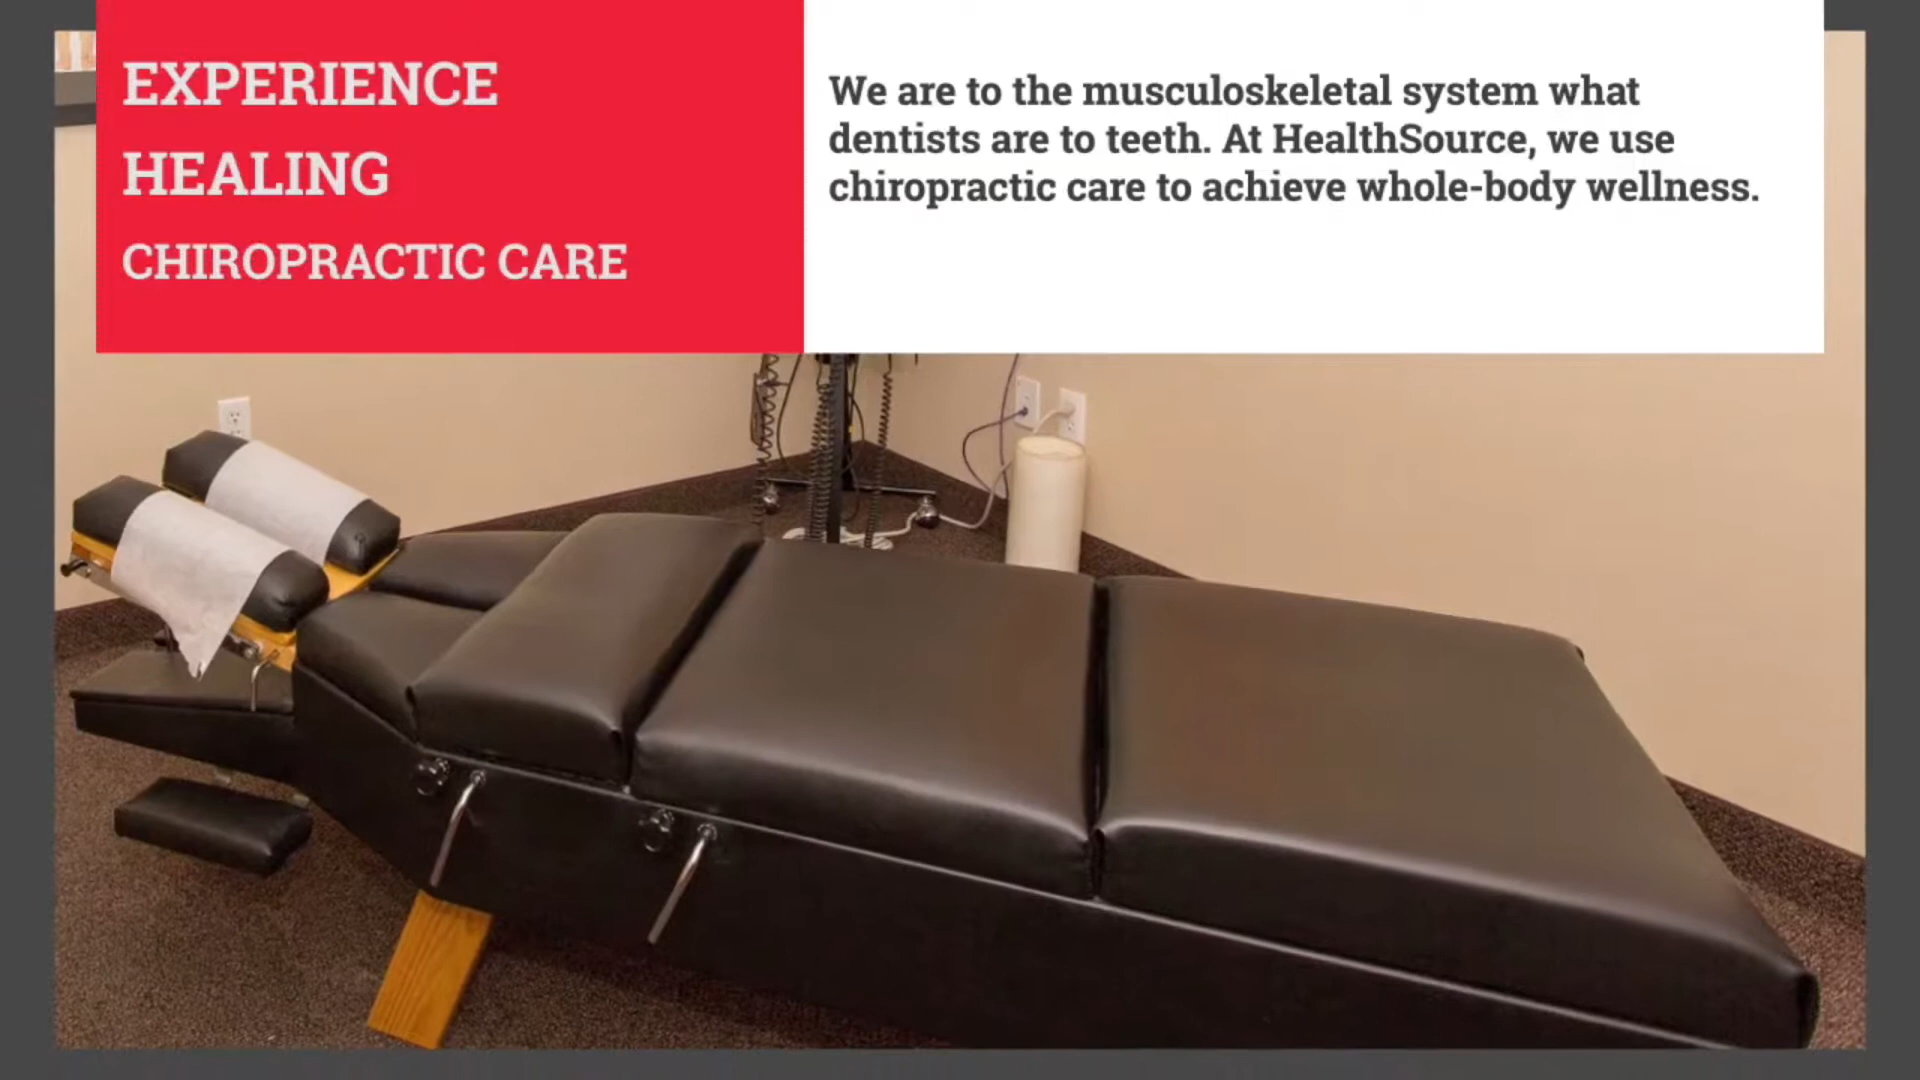 EXPERIENCE
HEALING
CHIROPRACTIC CARE
We are to the musculoskeletal system what
dentists are to teeth. At HealthSource, we use
chiropractic care to achieve whole-body wellness.